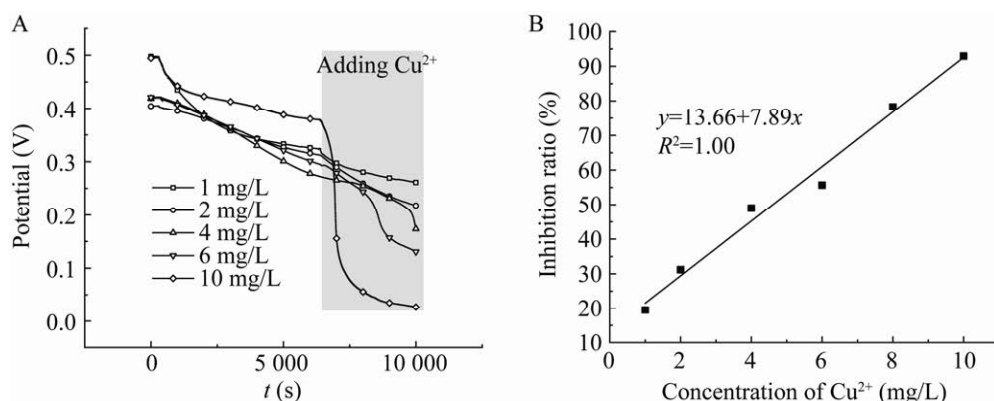 A
0.5
0.4
0.3
0.2
0.1
0.0
Potential (V)
Adding Cu²⁺
1 mg/L
2 mg/L
4 mg/L
6 mg/L
10 mg/L
0
5 000
10 000
t (s)
B
100
90
80
70
60
50
40
30
20
10
Inhibition ratio (%)
y=13.66+7.89x
R²=1.00
2
4
6
8
10
Concentration of Cu²⁺ (mg/L)